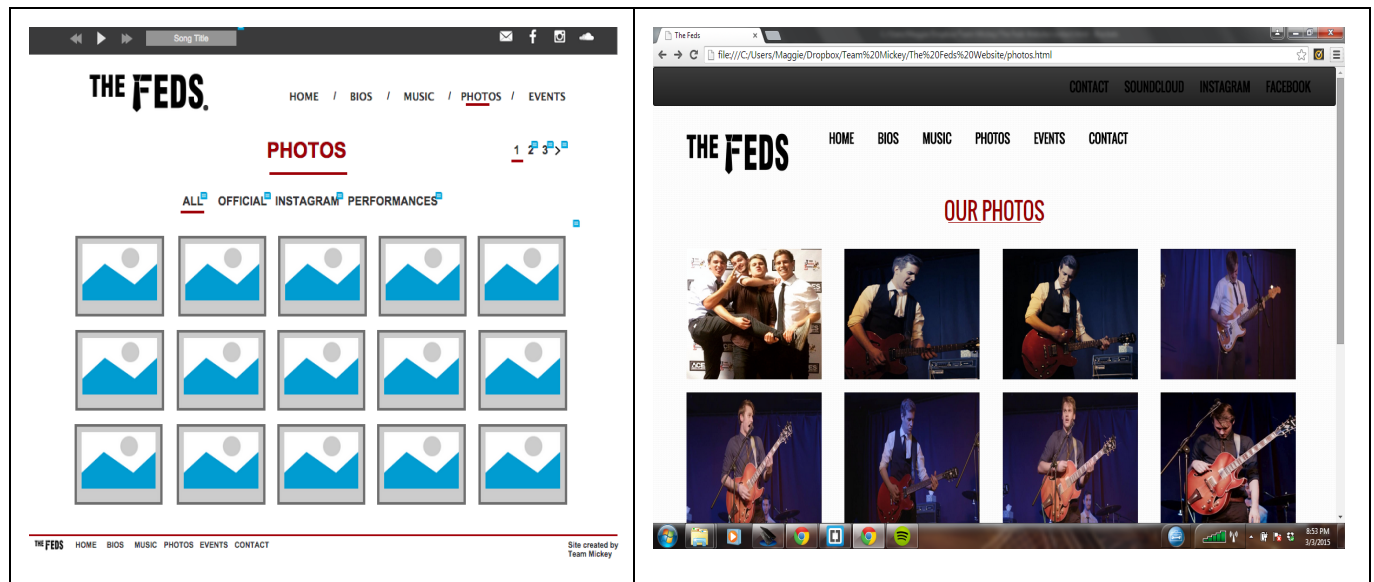 Song Title
THE FEDS.
HOME / BIOS / MUSIC / PHOTOS / EVENTS
PHOTOS
1 2 3 >
ALL OFFICIAL INSTAGRAM PERFORMANCES
THE FEDS HOME BIOS MUSIC PHOTOS EVENTS CONTACT
Site created by
Team Mickey
The Feds
file:///C:/Users/Maggie/Dropbox/Team%20Mickey/The%20Feds%20Website/photos.html
CONTACT SOUNDCLOUD INSTAGRAM FACEBOOK
THE FEDS
HOME BIOS MUSIC PHOTOS EVENTS CONTACT
OUR PHOTOS
8:53 PM
3/3/2015